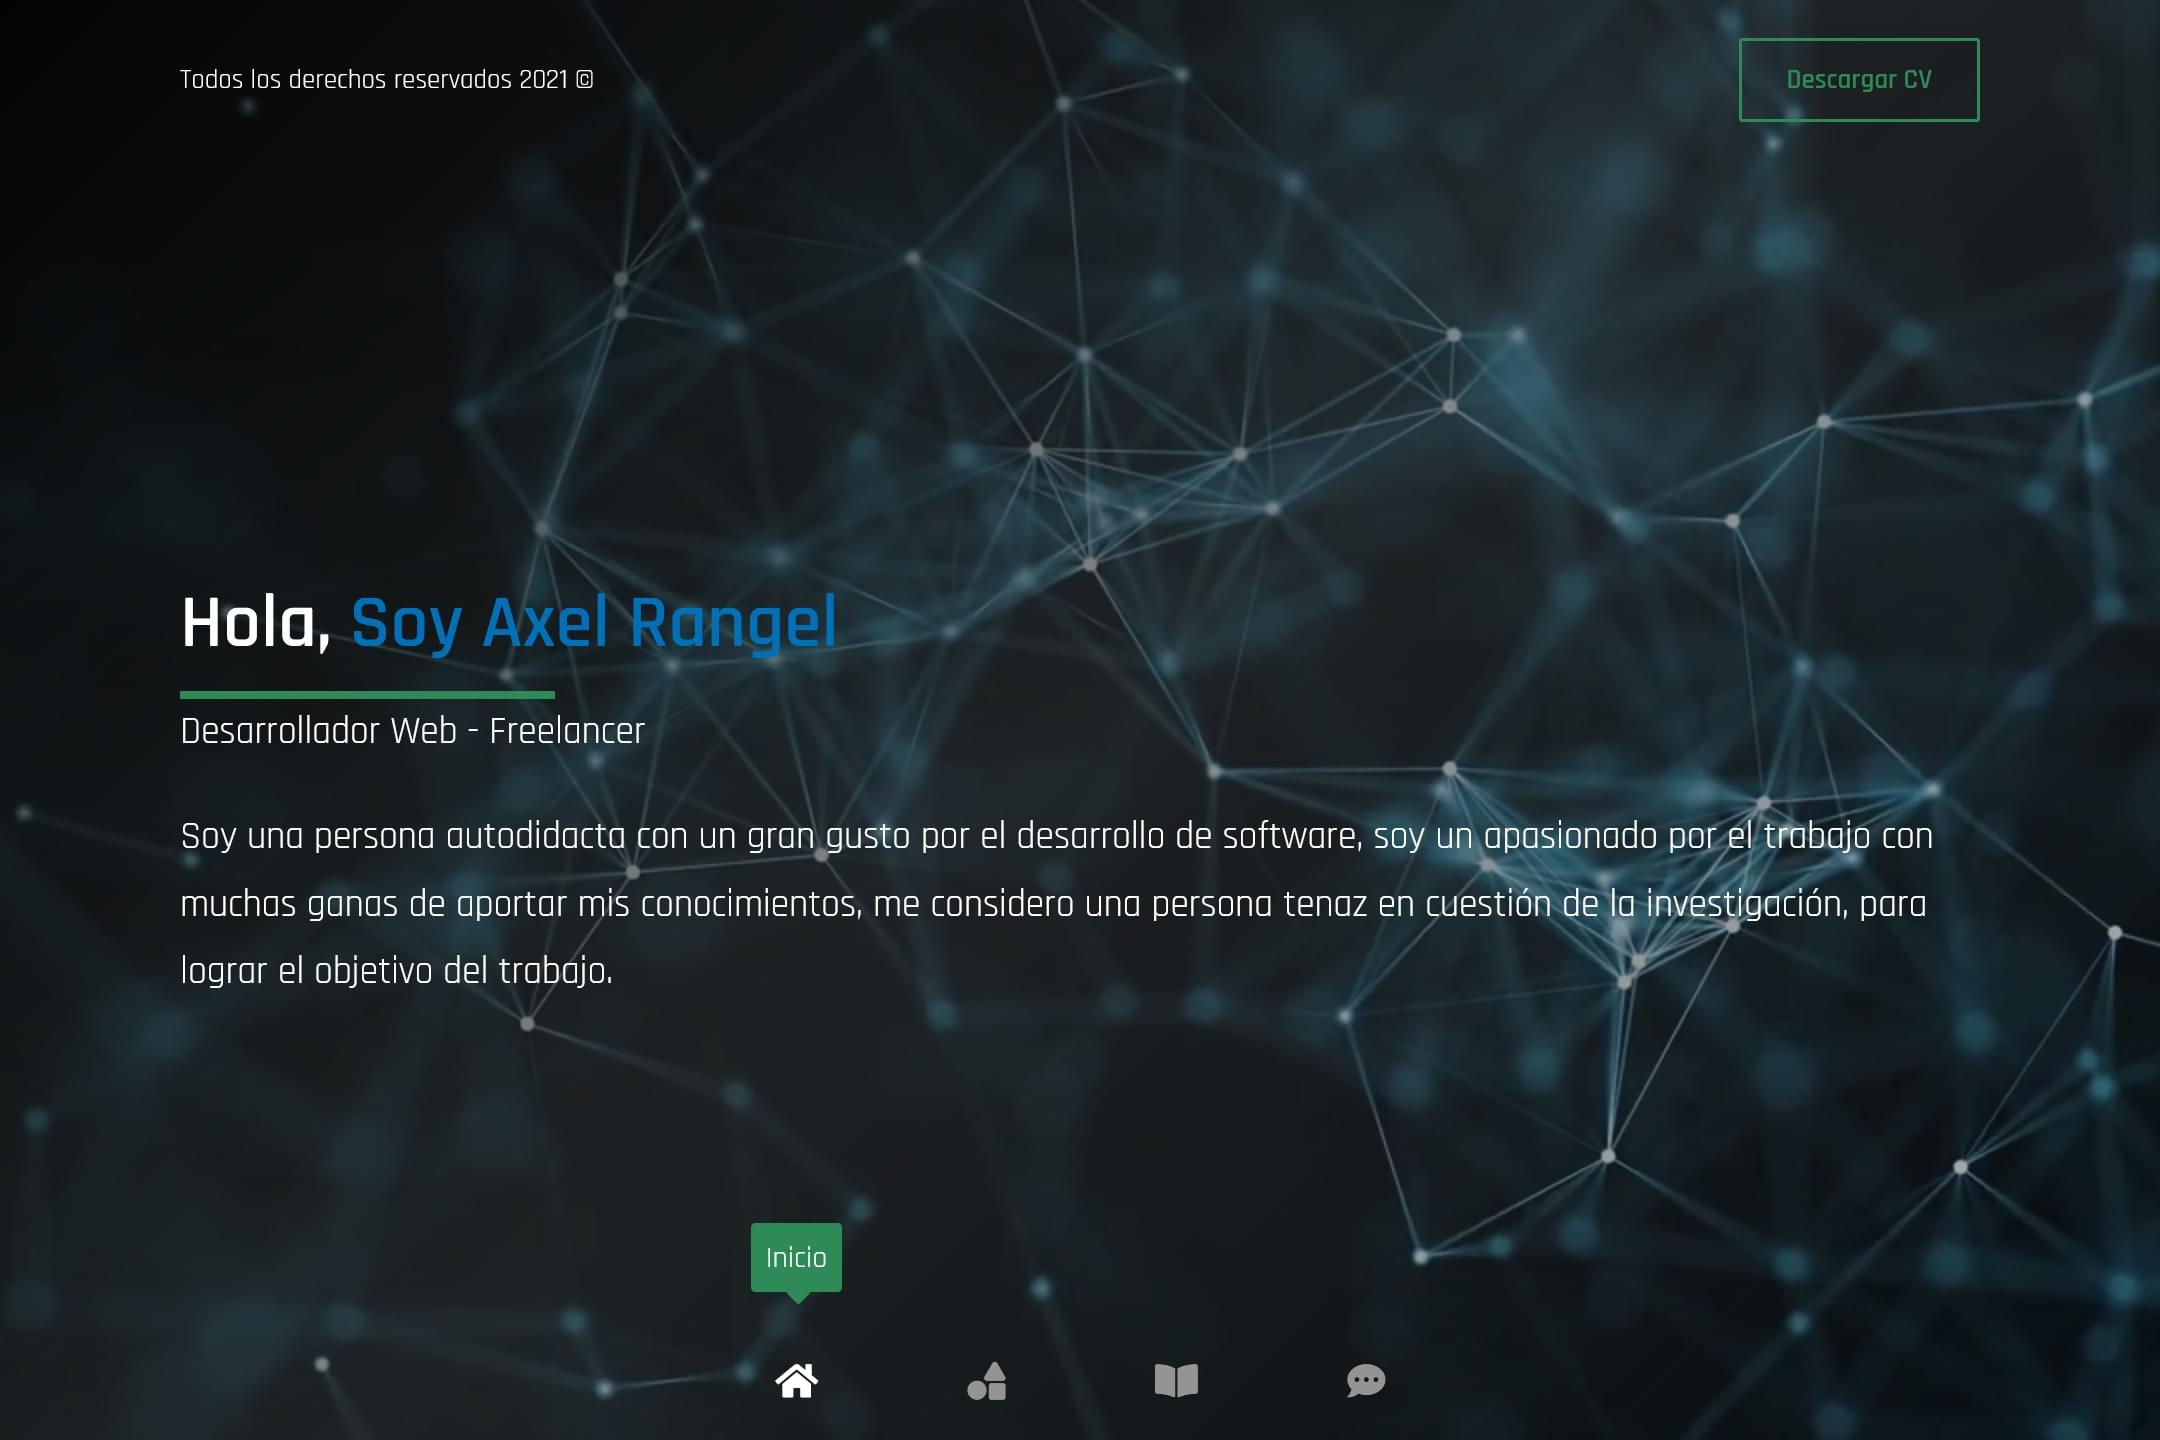 Todos los derechos reservados 2021 ©
Descargar CV
Hola, Soy Axel Rangel
Desarrollador Web - Freelancer
Soy una persona autodidacta con un gran gusto por el desarrollo de software, soy un apasionado por el trabajo con
muchas ganas de aportar mis conocimientos, me considero una persona tenaz en cuestión de la investigación, para
lograr el objetivo del trabajo.
Inicio